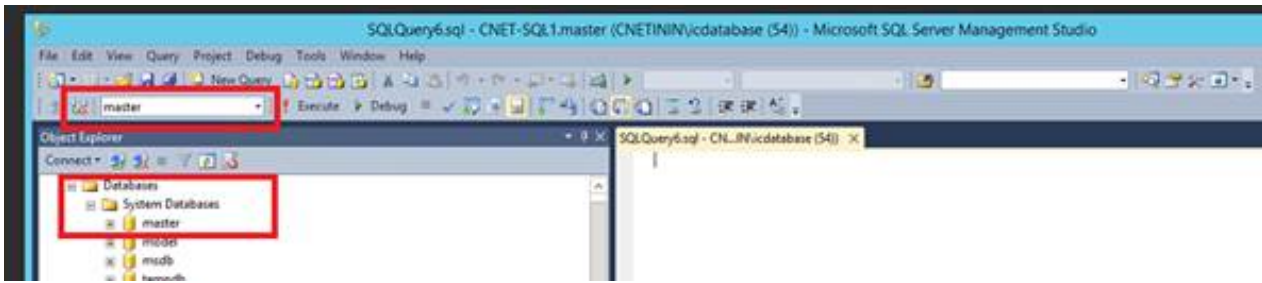 SQLQuery6.sql - CNET-SQL1.master (CNETININ\icdatabase (54)) - Microsoft SQL Server Management Studio
File Edit View Query Project Debug Tools Window Help
New Query
master Execute Debug
Object Explorer
SQLQuery6.sql - CN...IN\icdatabase (54))
Connect
Databases
System Databases
master
model
msdb
tempdb